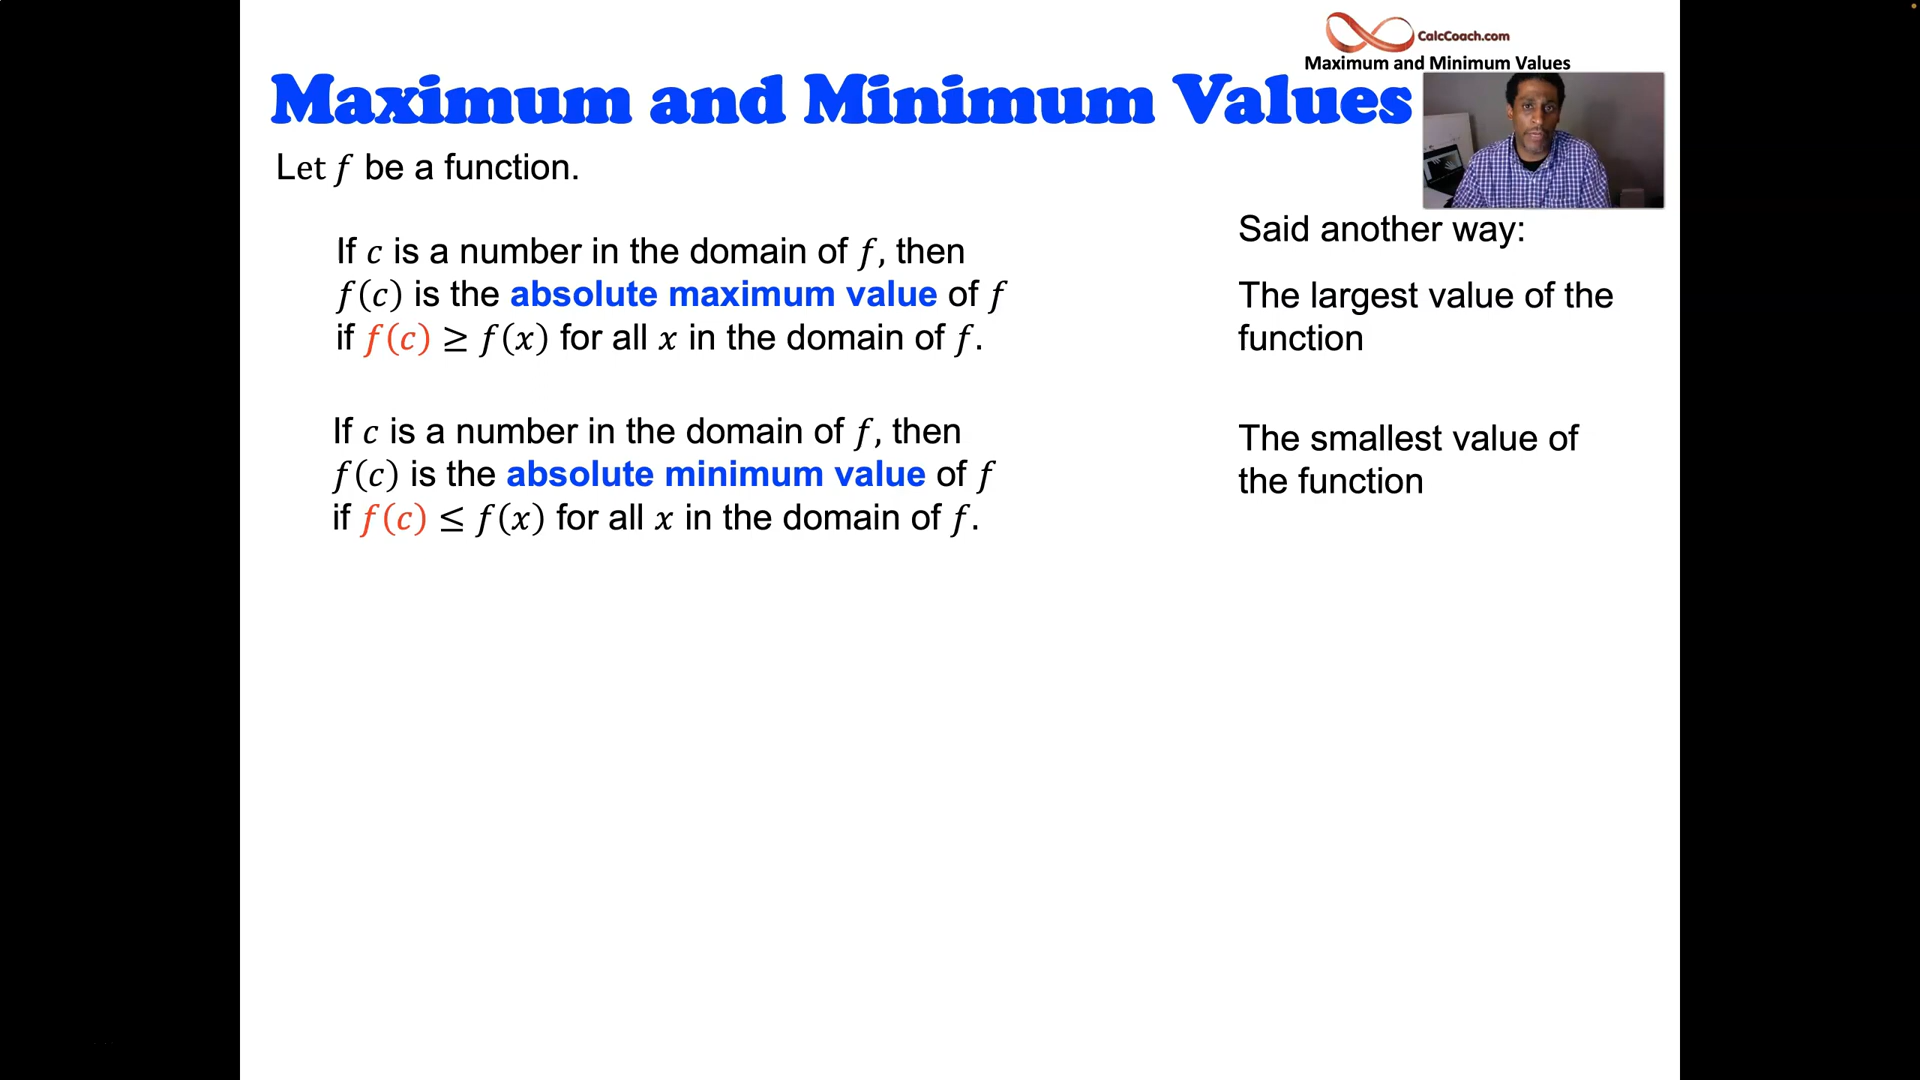 CalcCoach.com
Maximum and Minimum Values
Maximum and Minimum Values
Let f be a function.
If c is a number in the domain of f, then
f(c) is the absolute maximum value of f
if f(c) ≥ f(x) for all x in the domain of f.
Said another way:
The largest value of the
function
If c is a number in the domain of f, then
f(c) is the absolute minimum value of f
if f(c) ≤ f(x) for all x in the domain of f.
The smallest value of
the function